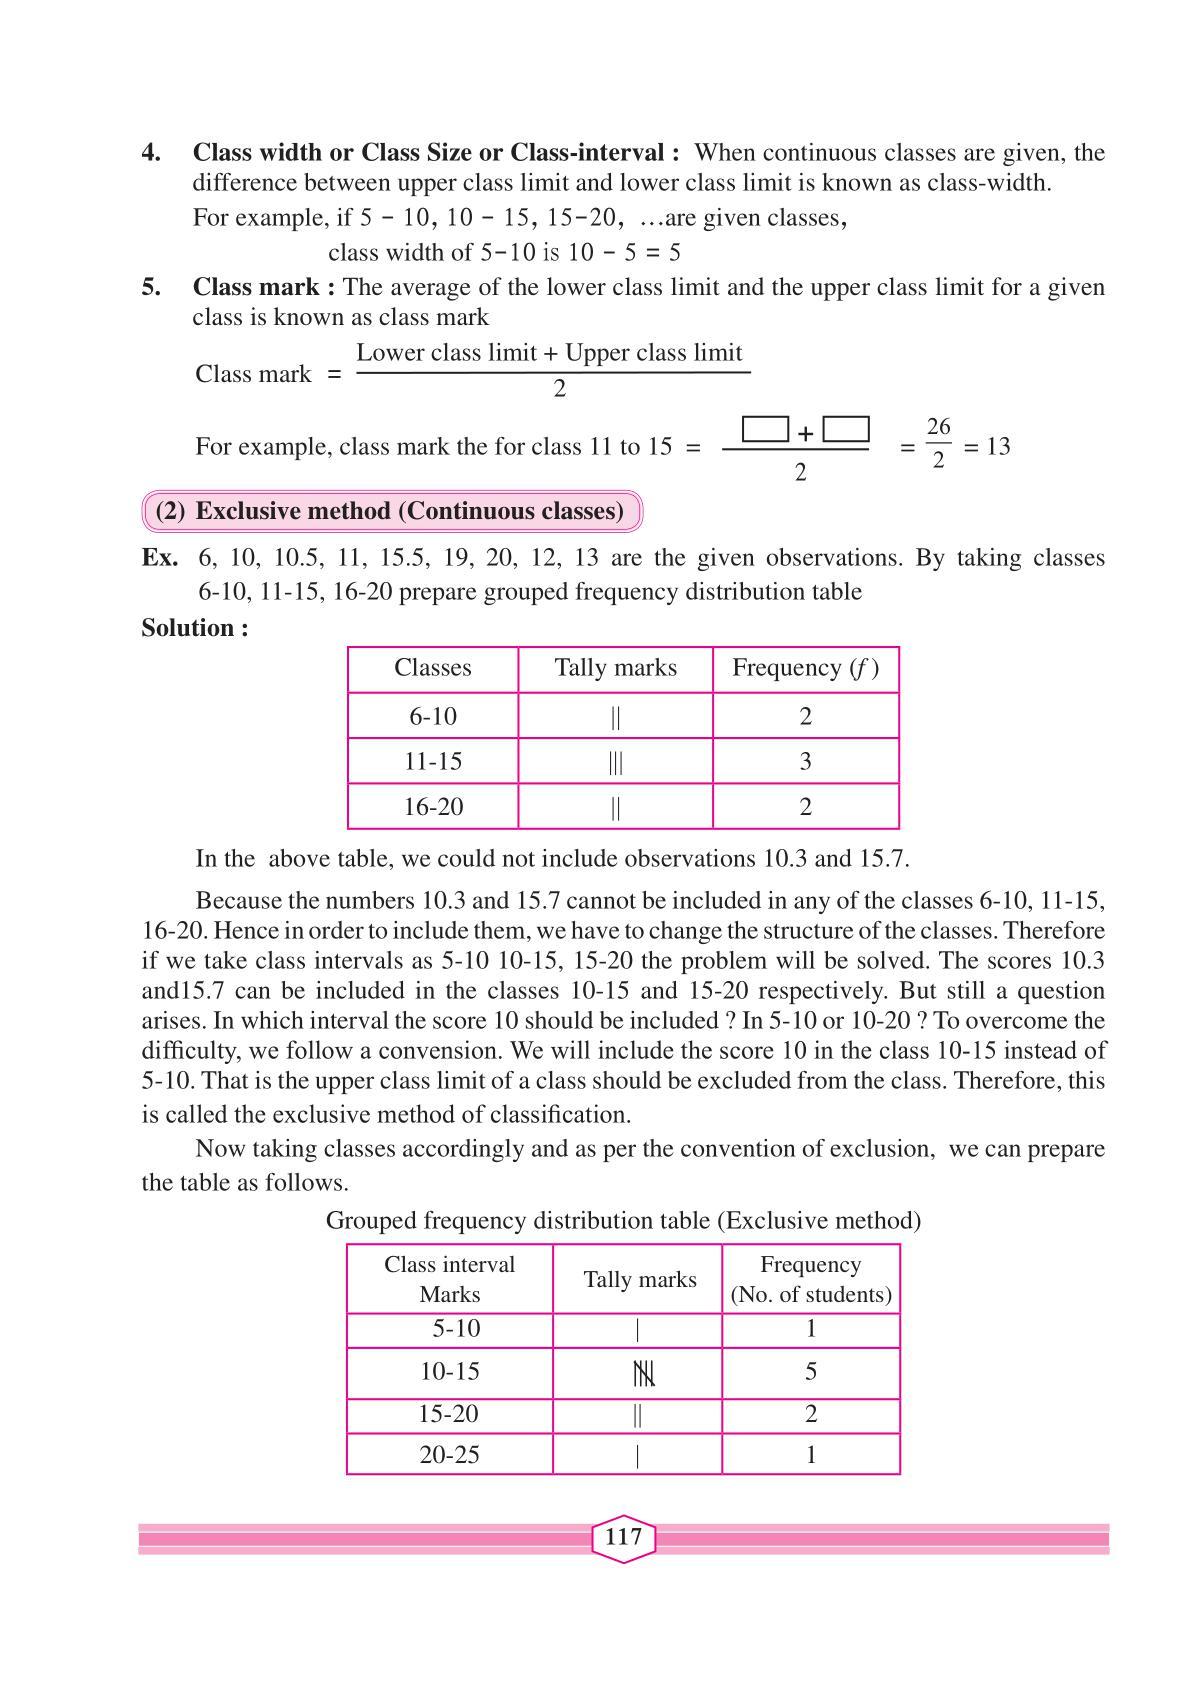 4. Class width or Class Size or Class-interval : When continuous classes are given, the
difference between upper class limit and lower class limit is known as class-width.
For example, if 5 − 10, 10 − 15, 15−20, …are given classes,
class width of 5−10 is 10 − 5 = 5
5. Class mark : The average of the lower class limit and the upper class limit for a given
class is known as class mark
Lower class limit + Upper class limit
Class mark =
2
For example, class mark the for class 11 to 15 = □ + □ / 2 = 26/2 = 13
(2) Exclusive method (Continuous classes)
Ex. 6, 10, 10.5, 11, 15.5, 19, 20, 12, 13 are the given observations. By taking classes
6-10, 11-15, 16-20 prepare grouped frequency distribution table
Solution :
Classes Tally marks Frequency (f)
6-10 || 2
11-15 ||| 3
16-20 || 2
In the above table, we could not include observations 10.3 and 15.7.
Because the numbers 10.3 and 15.7 cannot be included in any of the classes 6-10, 11-15,
16-20. Hence in order to include them, we have to change the structure of the classes. Therefore
if we take class intervals as 5-10 10-15, 15-20 the problem will be solved. The scores 10.3
and15.7 can be included in the classes 10-15 and 15-20 respectively. But still a question
arises. In which interval the score 10 should be included ? In 5-10 or 10-20 ? To overcome the
difficulty, we follow a convension. We will include the score 10 in the class 10-15 instead of
5-10. That is the upper class limit of a class should be excluded from the class. Therefore, this
is called the exclusive method of classification.
Now taking classes accordingly and as per the convention of exclusion, we can prepare
the table as follows.
Grouped frequency distribution table (Exclusive method)
Class interval Frequency
Tally marks
Marks (No. of students)
5-10 | 1
10-15 𝍸 5
15-20 || 2
20-25 | 1
117